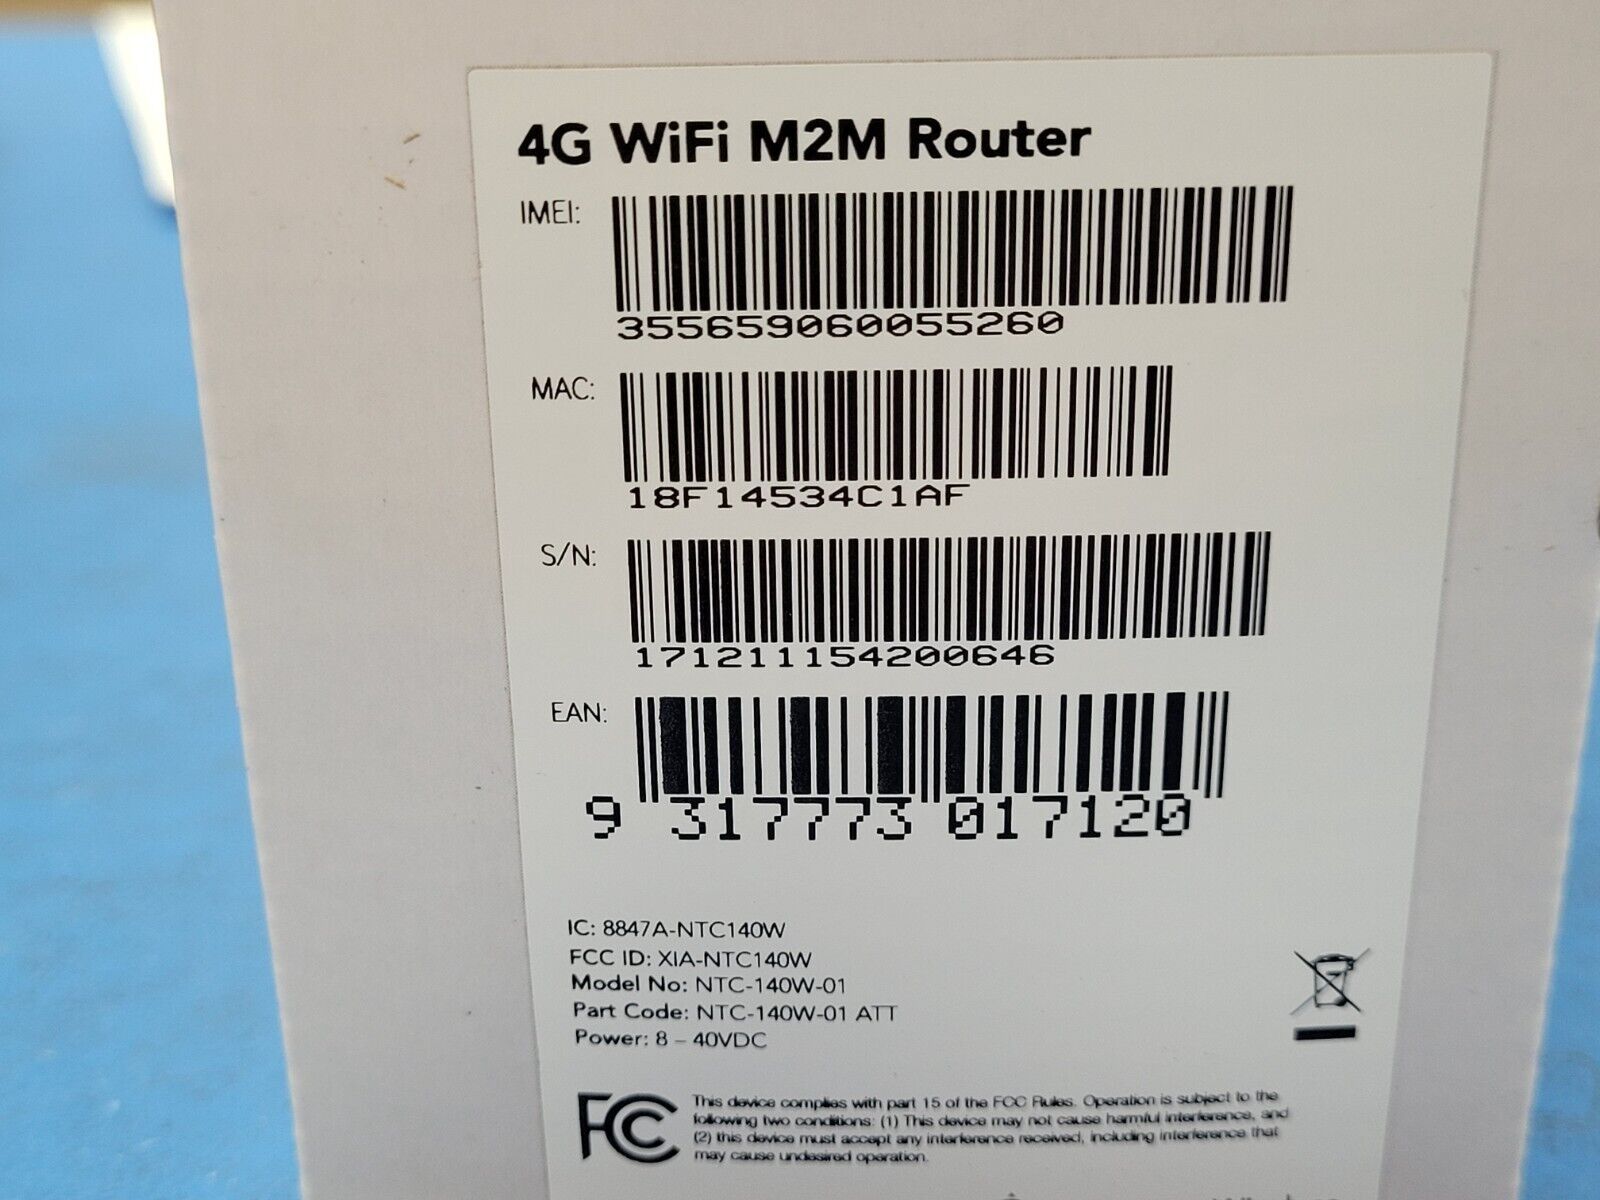 4G WiFi M2M Router
IMEI:
355659060055260
MAC:
18F14534C1AF
S/N:
171211154200646
EAN:
9 317773 017120
IC: 8847A-NTC140W
FCC ID: XIA-NTC140W
Model No: NTC-140W-01
Part Code: NTC-140W-01 ATT
Power: 8 – 40VDC
FC This device complies with part 15 of the FCC Rules. Operation is subject to the
following two conditions: (1) This device may not cause harmful interference, and
(2) this device must accept any interference received, including interference that
may cause undesired operation.